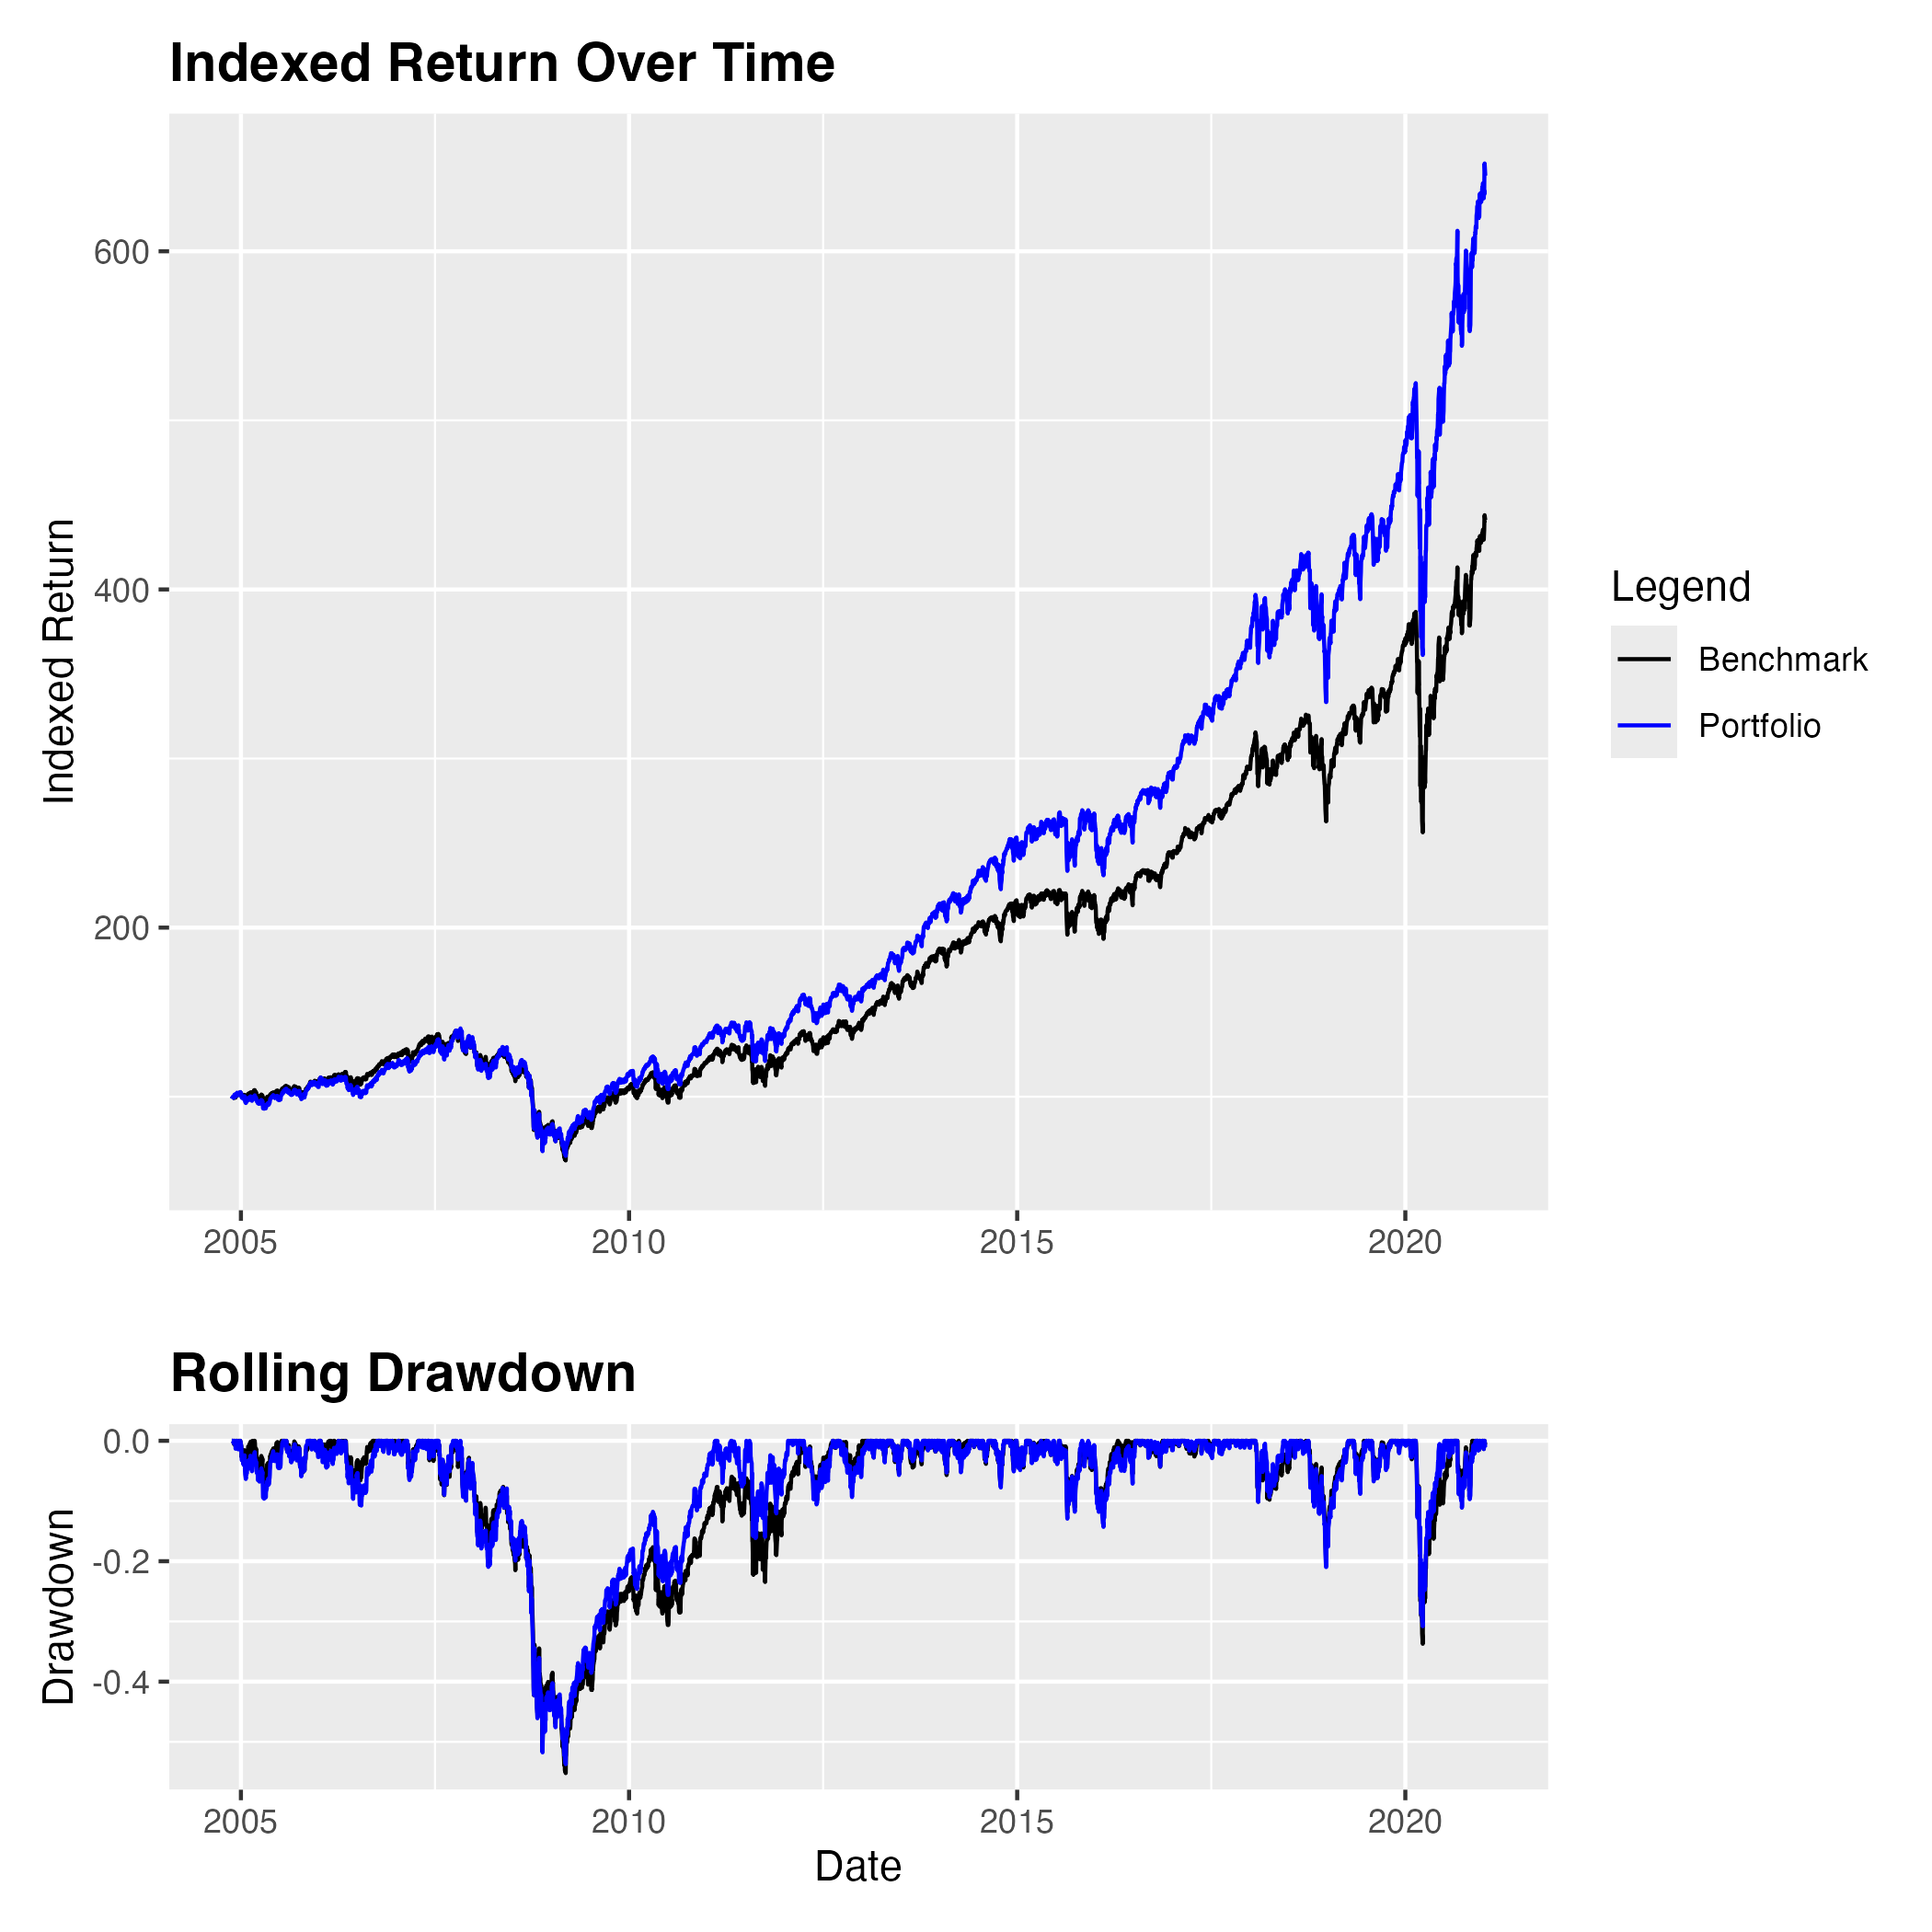 Indexed Return Over Time
Indexed Return
600
400
200
2005 2010 2015 2020
Legend
Benchmark
Portfolio
Rolling Drawdown
Drawdown
0.0
-0.2
-0.4
2005 2010 2015 2020
Date